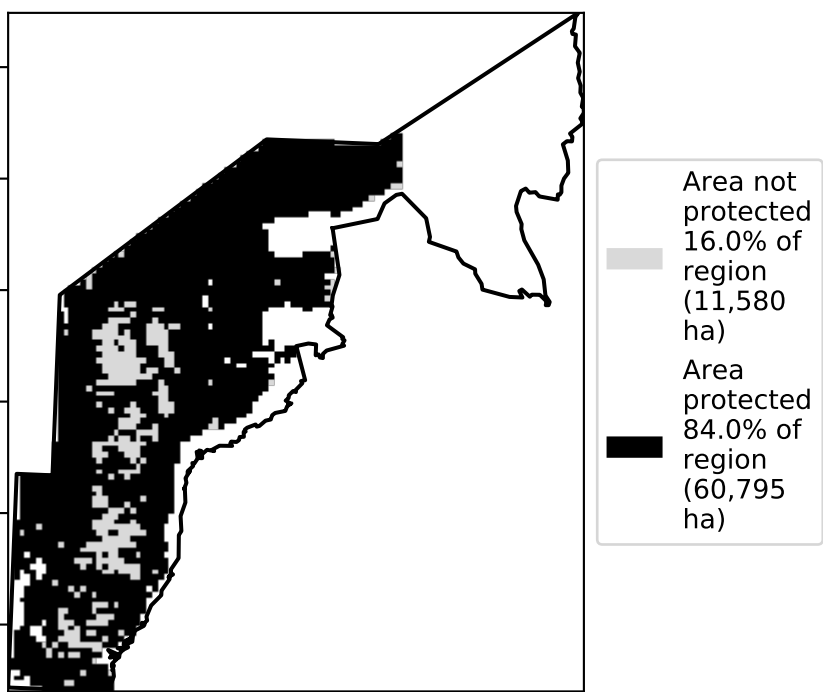 Area not
protected
16.0% of
region
(11,580
ha)
Area
protected
84.0% of
region
(60,795
ha)